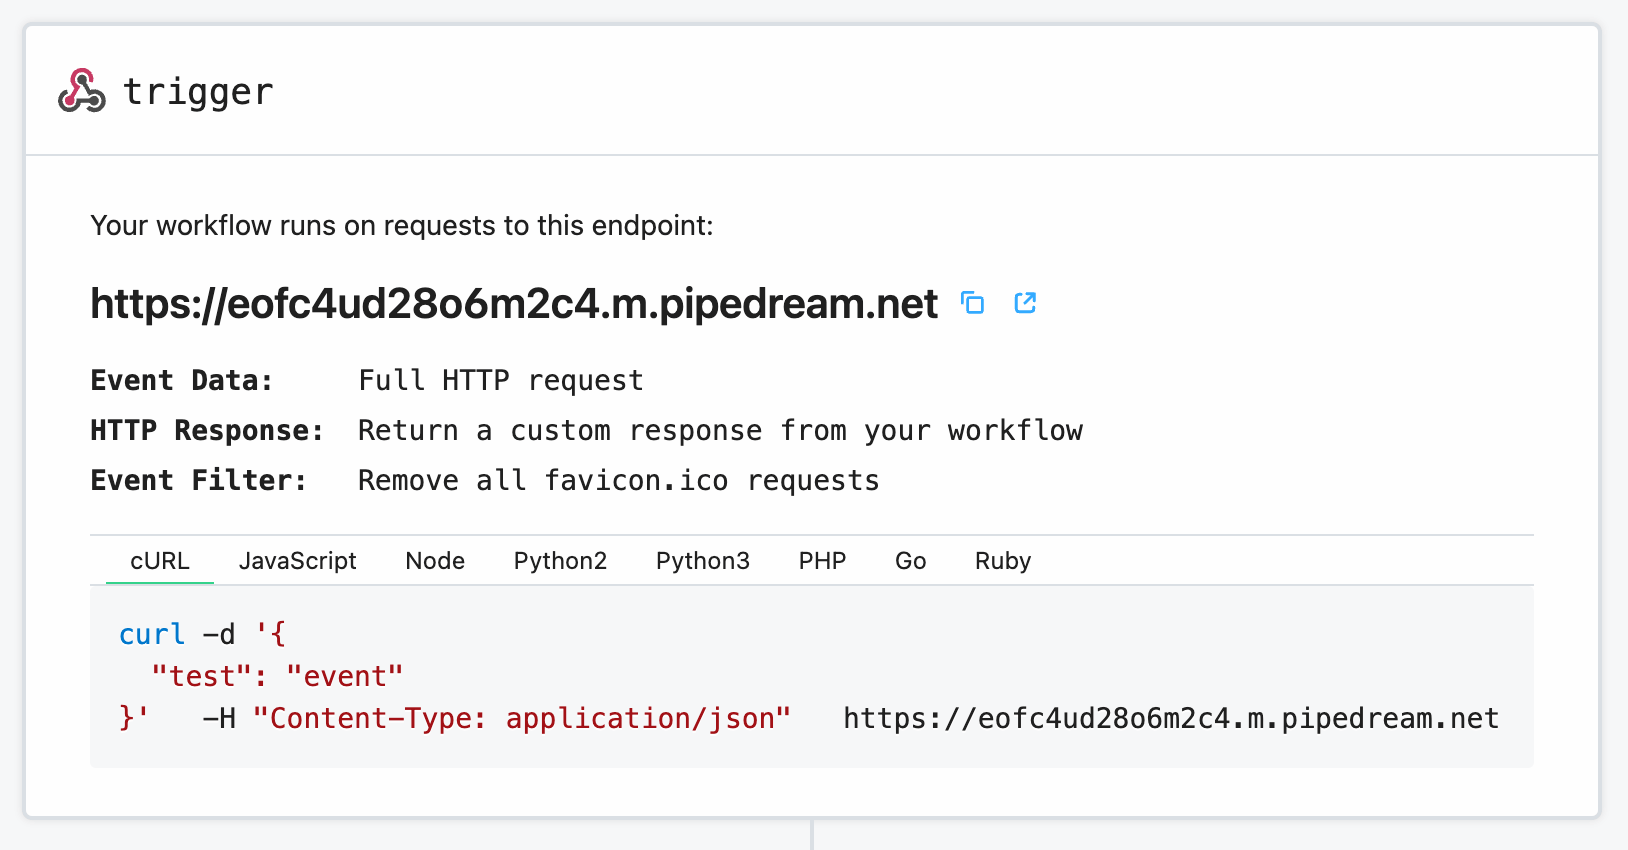 trigger
Your workflow runs on requests to this endpoint:
https://eofc4ud28o6m2c4.m.pipedream.net
Event Data: Full HTTP request
HTTP Response: Return a custom response from your workflow
Event Filter: Remove all favicon.ico requests
cURL JavaScript Node Python2 Python3 PHP Go Ruby
curl -d '{
  "test": "event"
}'   -H "Content-Type: application/json"   https://eofc4ud28o6m2c4.m.pipedream.net